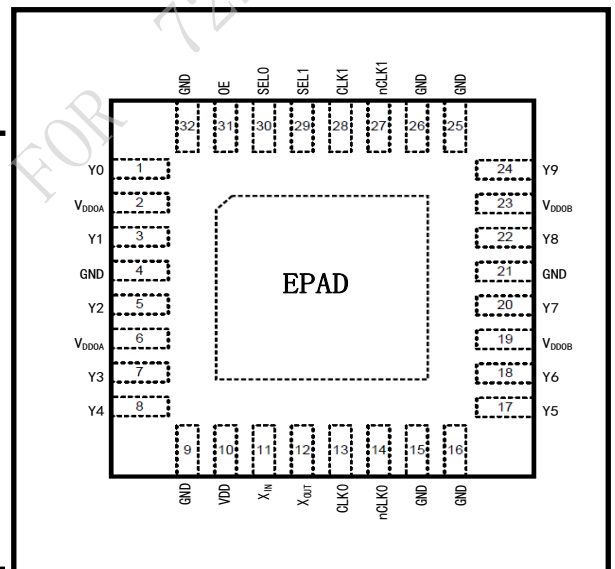 FOR 72
GND OE SEL0 SEL1 CLK1 nCLK1 GND GND
32 31 30 29 28 27 26 25
Y0 1 24 Y9
VDDOA 2 23 VDDOB
Y1 3 22 Y8
GND 4 21 GND
EPAD
Y2 5 20 Y7
VDDOA 6 19 VDDOB
Y3 7 18 Y6
Y4 8 17 Y5
9 10 11 12 13 14 15 16
GND VDD XIN XOUT CLK0 nCLK0 GND GND